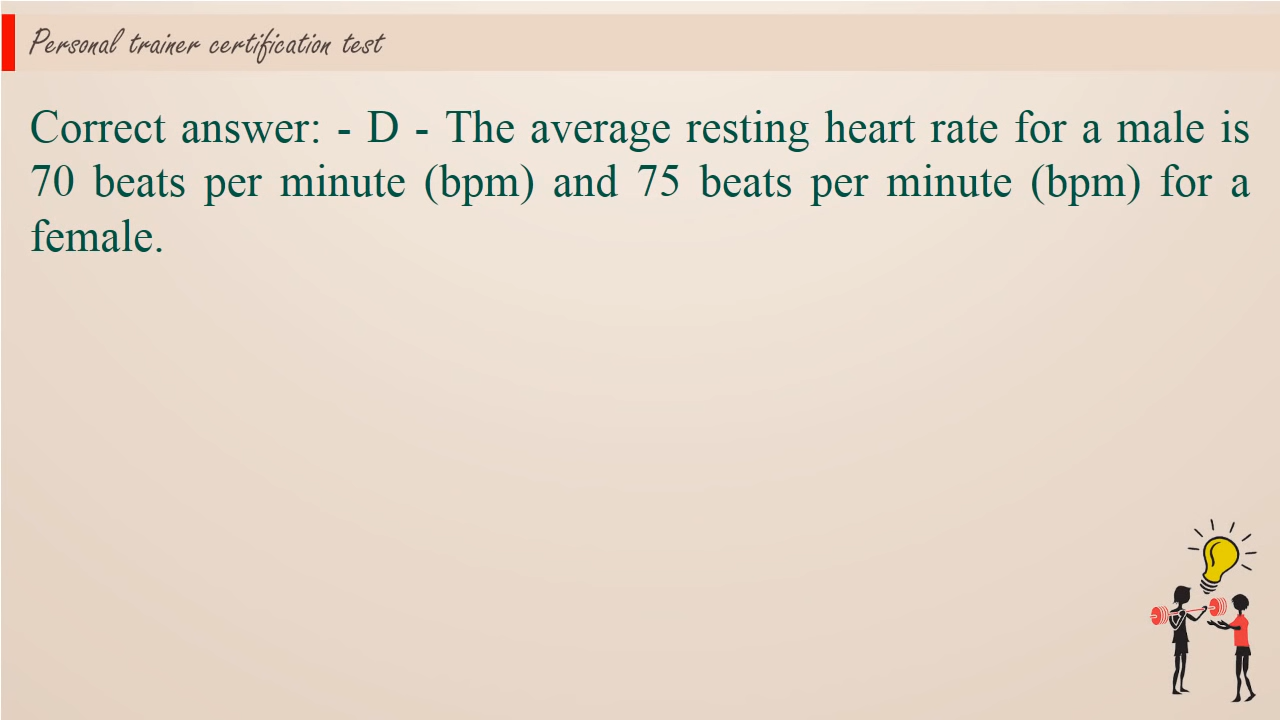 Personal trainer certification test
Correct answer: - D - The average resting heart rate for a male is
70 beats per minute (bpm) and 75 beats per minute (bpm) for a
female.